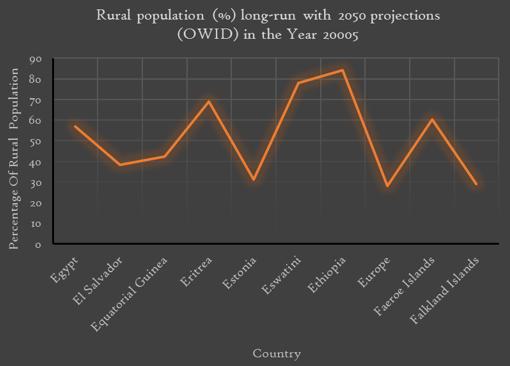 Rural population (%) long-run with 2050 projections
(OWID) in the Year 20005
Percentage Of Rural Population
90
80
70
60
50
40
30
20
10
0
Egypt
El Salvador
Equatorial Guinea
Eritrea
Estonia
Eswatini
Ethiopia
Europe
Faeroe Islands
Falkland Islands
Country